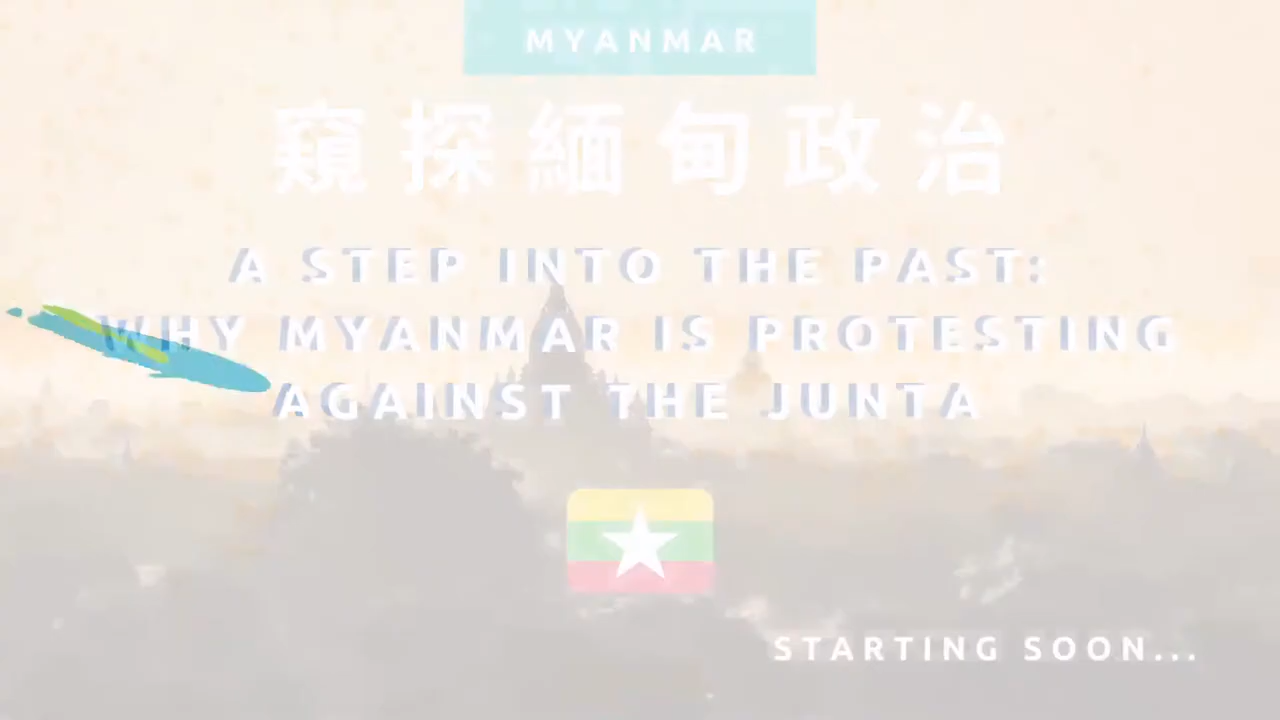 MYANMAR
窺探緬甸政治
A STEP INTO THE PAST:
WHY MYANMAR IS PROTESTING
AGAINST THE JUNTA
STARTING SOON...